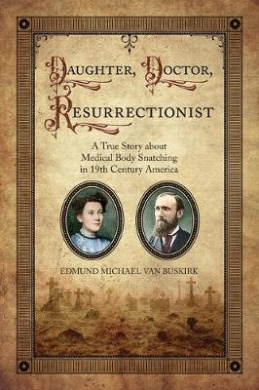 DAUGHTER, DOCTOR,
RESURRECTIONIST
A True Story about
Medical Body Snatching
in 19th Century America
EDMUND MICHAEL VAN BUSKIRK